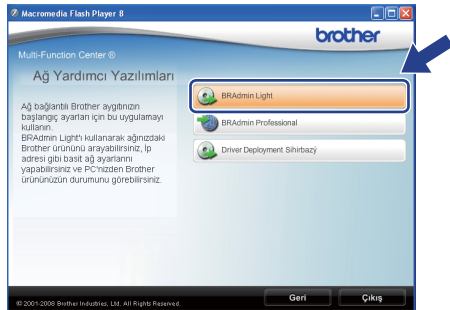 Macromedia Flash Player 8
brother
Multi-Function Center ®
Ağ Yardımcı Yazılımları
Ağ bağlantılı Brother aygıtınızın
başlangıç ayarları için bu uygulamayı
kullanın.
BRAdmin Light'ı kullanarak ağınızdaki
Brother ürününü arayabilirsiniz, İp
adresi gibi basit ağ ayarlarını
yapabilirsiniz ve PC'nizden Brother
ürününüzün durumunu görebilirsiniz.
BRAdmin Light
BRAdmin Professional
Driver Deployment Sihirbazý
© 2001-2008 Brother Industries, Ltd. All Rights Reserved.
Geri
Çıkış